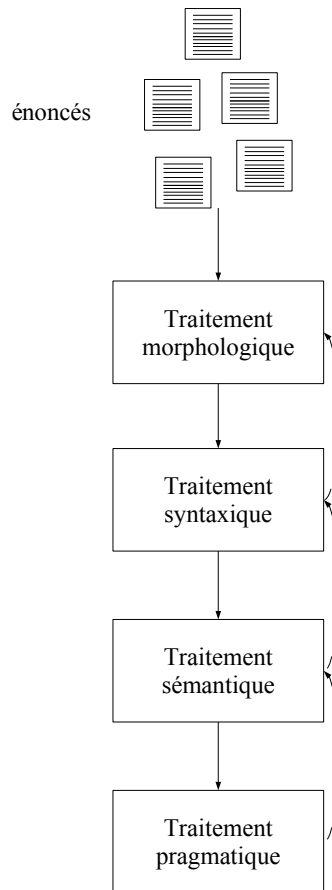 énoncés
Traitement
morphologique
Traitement
syntaxique
Traitement
sémantique
Traitement
pragmatique